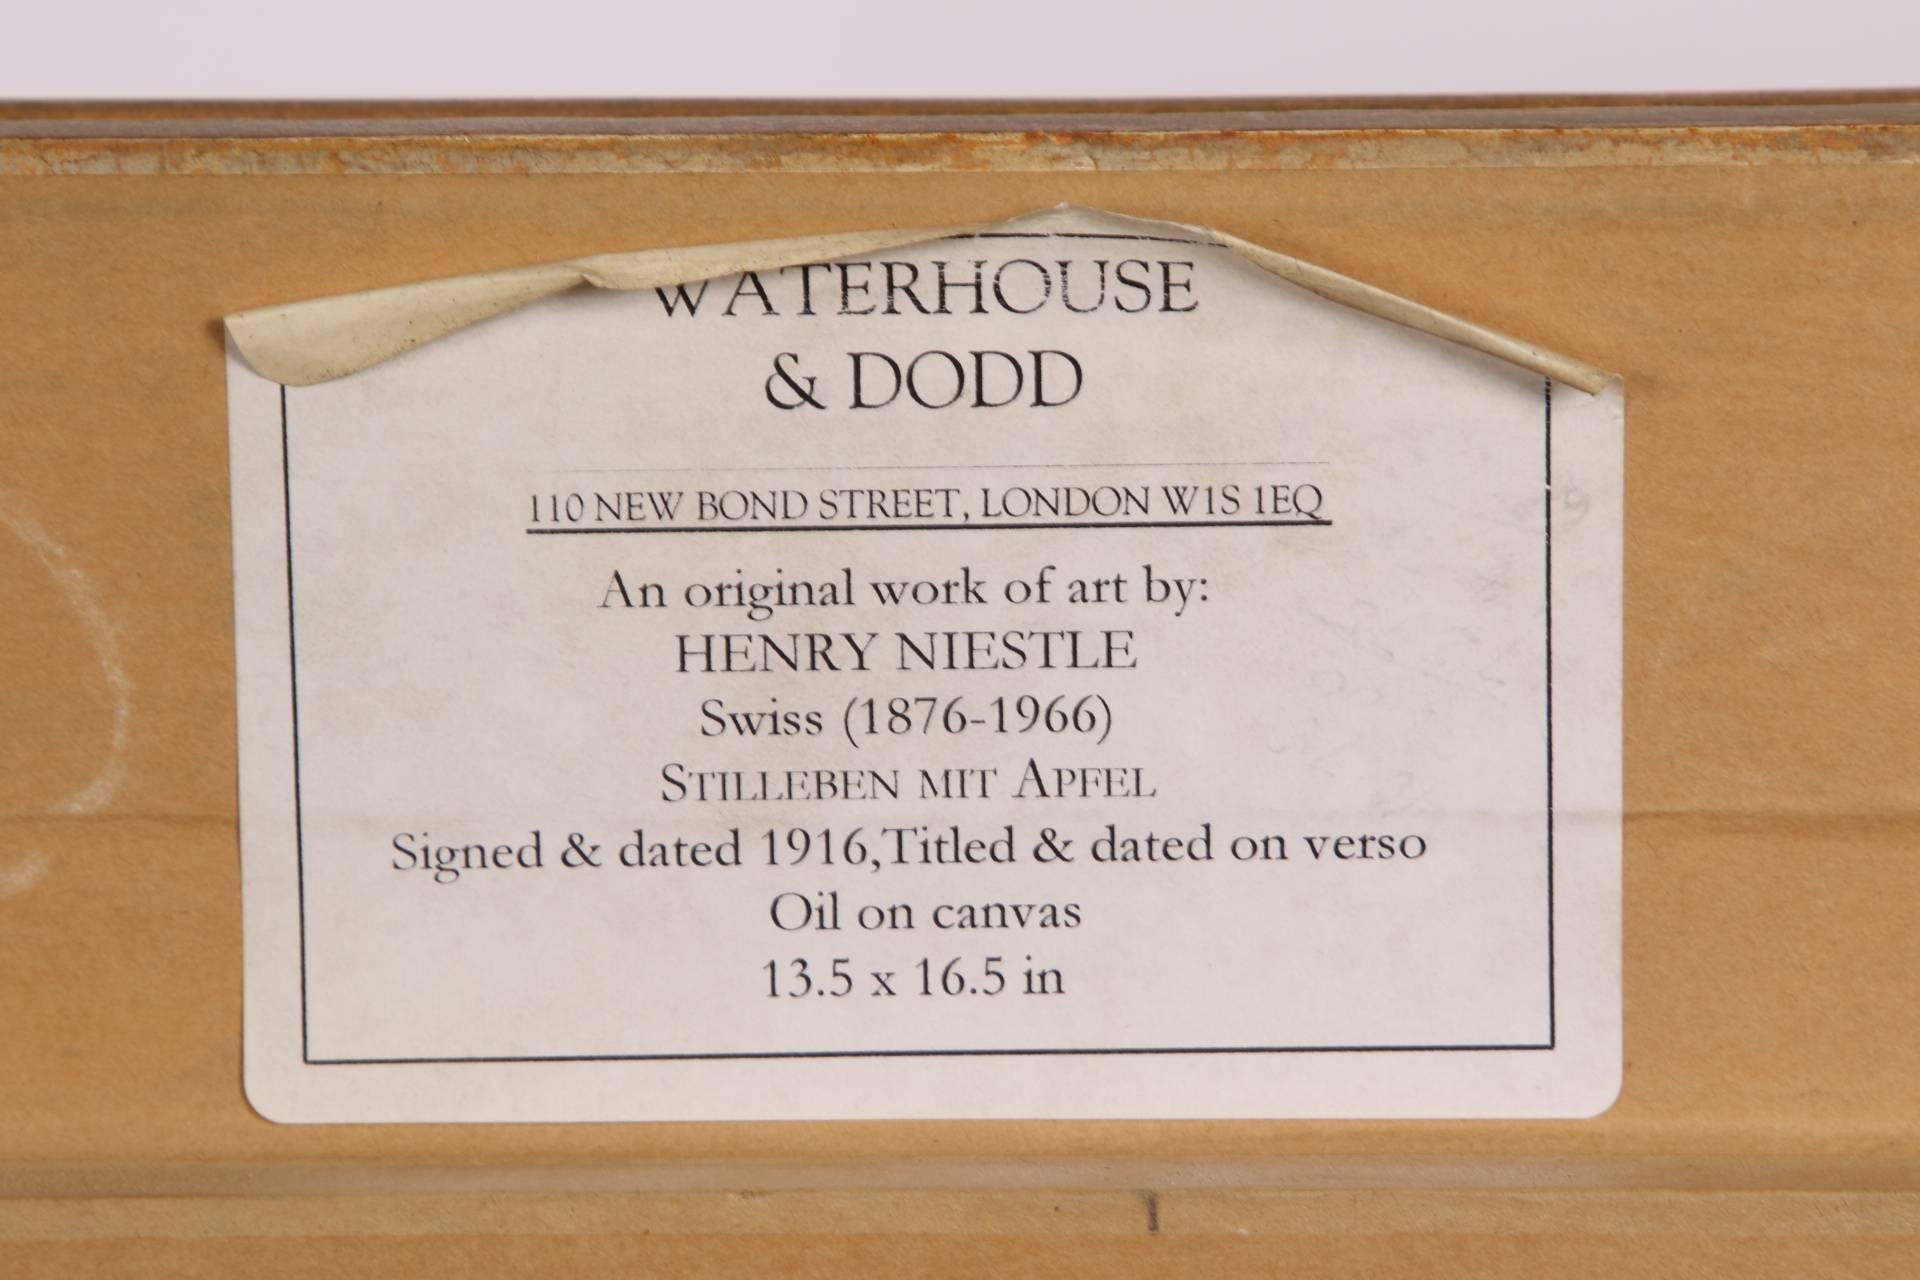 WATERHOUSE
& DODD
110 NEW BOND STREET, LONDON W1S 1EQ
An original work of art by:
HENRY NIESTLE
Swiss (1876-1966)
STILLEBEN MIT APFEL
Signed & dated 1916,Titled & dated on verso
Oil on canvas
13.5 x 16.5 in